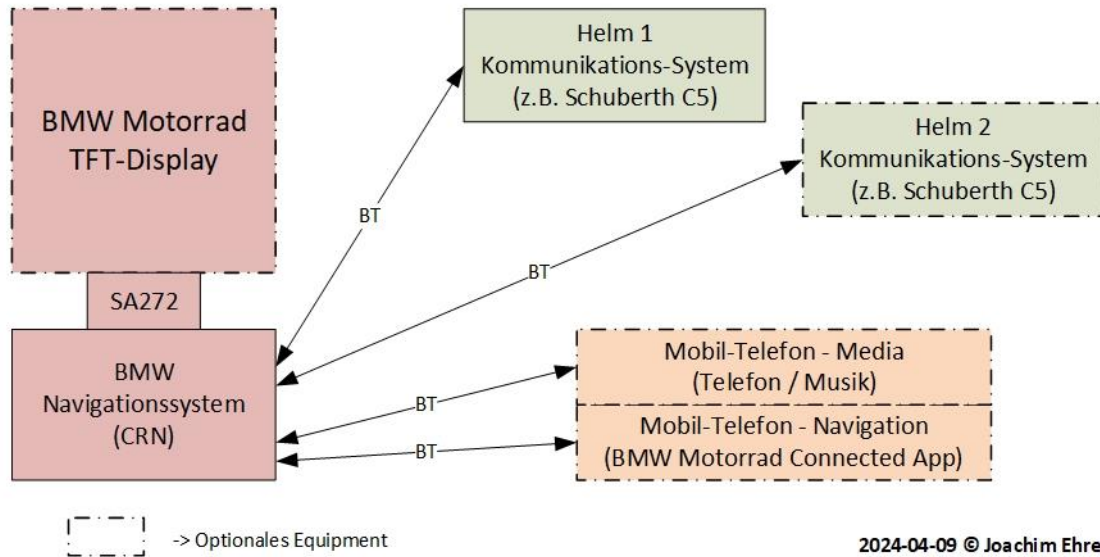 BMW Motorrad
TFT-Display
SA272
BMW
Navigationssystem
(CRN)
Helm 1
Kommunikations-System
(z.B. Schuberth C5)
Helm 2
Kommunikations-System
(z.B. Schuberth C5)
BT
BT
BT
BT
Mobil-Telefon - Media
(Telefon / Musik)
Mobil-Telefon - Navigation
(BMW Motorrad Connected App)
-> Optionales Equipment
2024-04-09 © Joachim Ehre